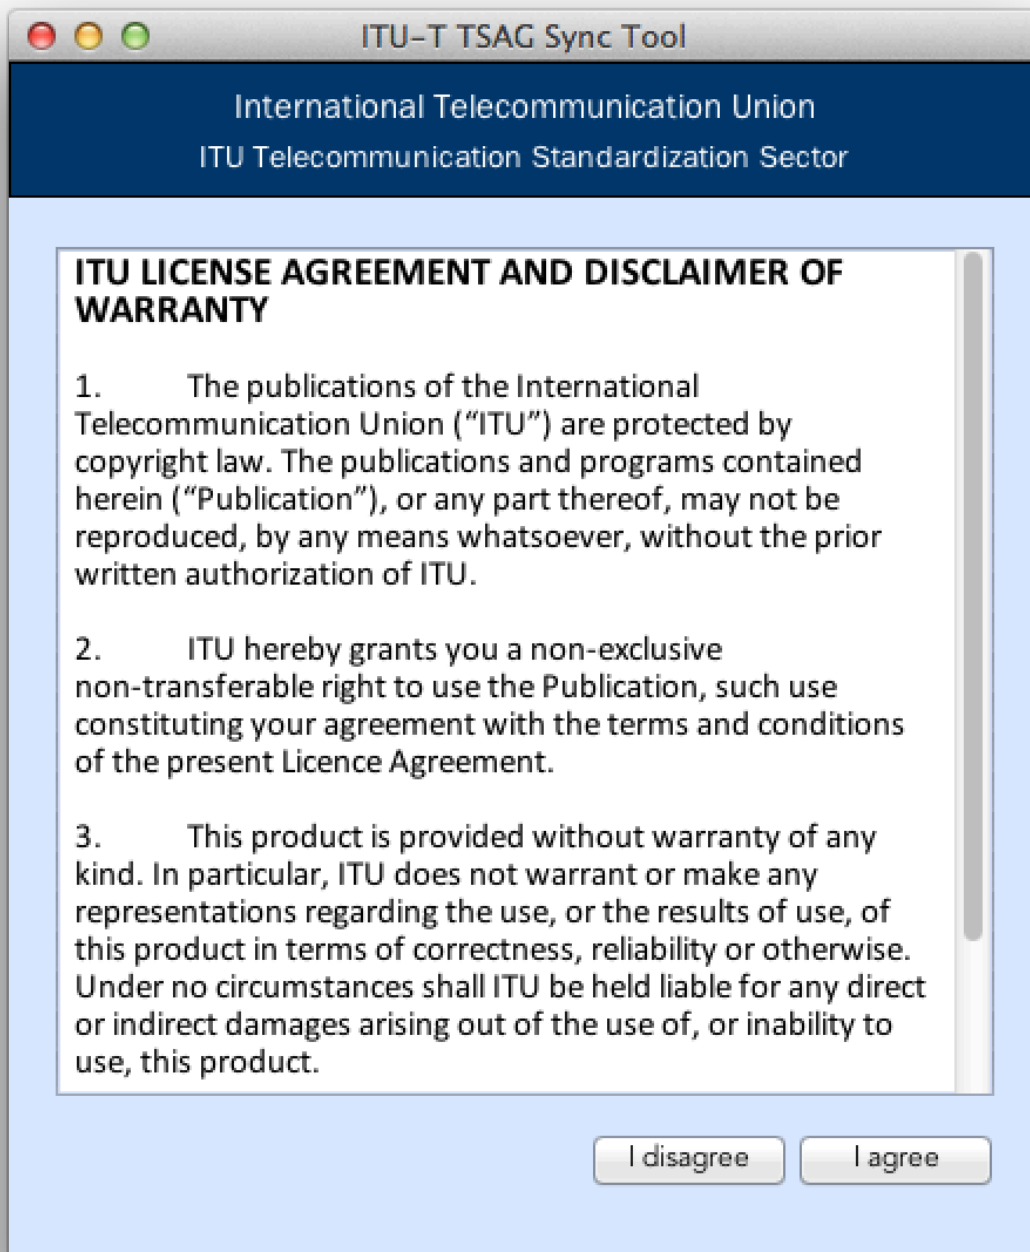 ITU-T TSAG Sync Tool
International Telecommunication Union
ITU Telecommunication Standardization Sector
ITU LICENSE AGREEMENT AND DISCLAIMER OF
WARRANTY
1. The publications of the International
Telecommunication Union (“ITU”) are protected by
copyright law. The publications and programs contained
herein (“Publication”), or any part thereof, may not be
reproduced, by any means whatsoever, without the prior
written authorization of ITU.
2. ITU hereby grants you a non-exclusive
non-transferable right to use the Publication, such use
constituting your agreement with the terms and conditions
of the present Licence Agreement.
3. This product is provided without warranty of any
kind. In particular, ITU does not warrant or make any
representations regarding the use, or the results of use, of
this product in terms of correctness, reliability or otherwise.
Under no circumstances shall ITU be held liable for any direct
or indirect damages arising out of the use of, or inability to
use, this product.
I disagree
I agree